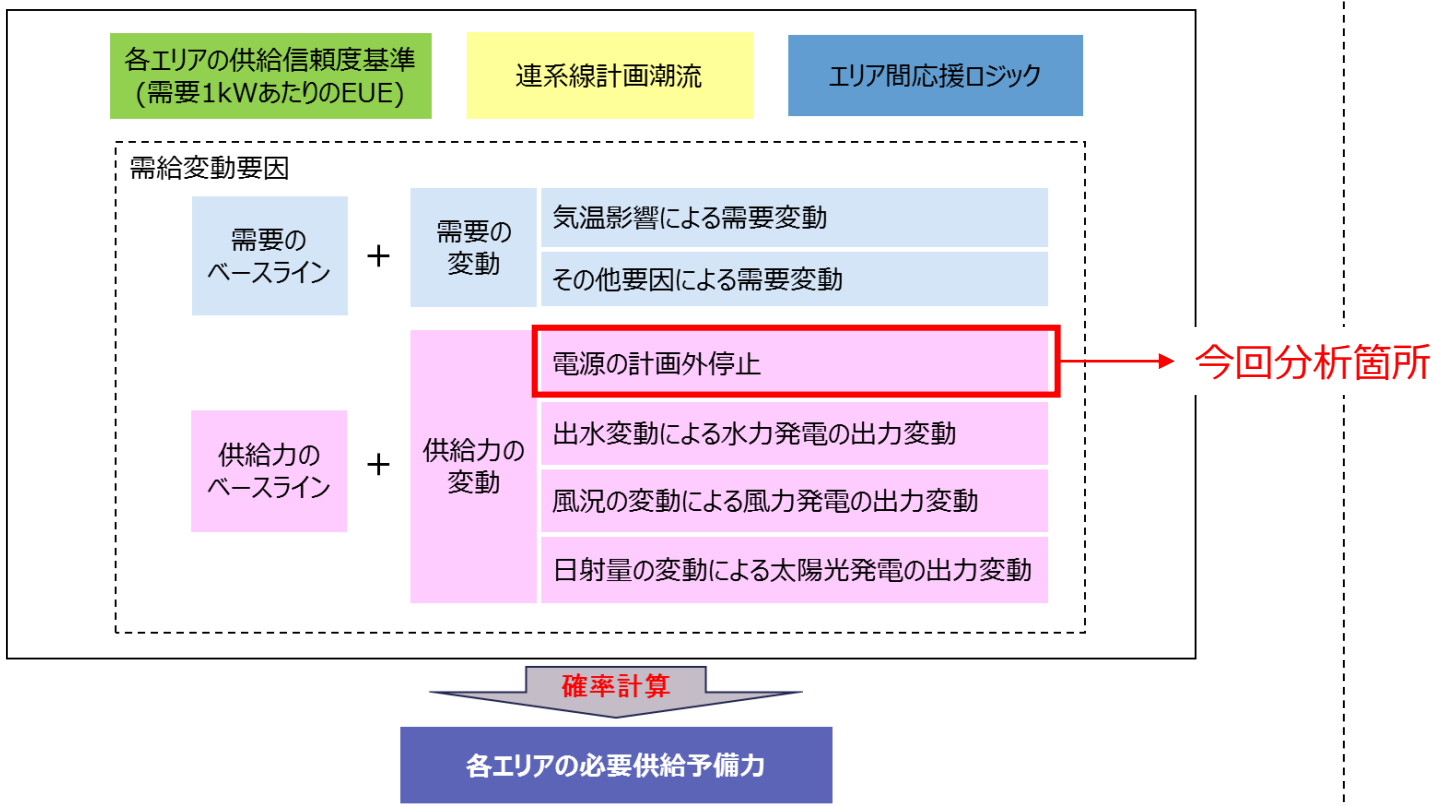 各エリアの供給信頼度基準
(需要1kWあたりのEUE)
連系線計画潮流
エリア間応援ロジック
需給変動要因
需要の
ベースライン
+
需要の
変動
気温影響による需要変動
その他要因による需要変動
供給力の
ベースライン
+
供給力の
変動
電源の計画外停止
出水変動による水力発電の出力変動
風況の変動による風力発電の出力変動
日射量の変動による太陽光発電の出力変動
今回分析箇所
確率計算
各エリアの必要供給予備力